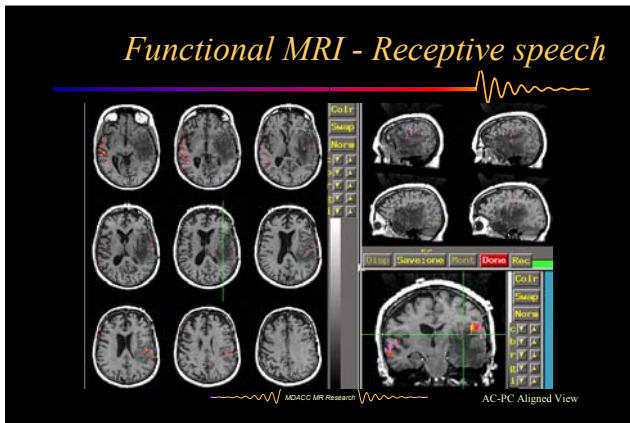 Functional MRI - Receptive speech
Colr
Swap
Norm
c
b
r
g
l
Disp Save:one Mont Done Rec
Colr
Swap
Norm
c
b
r
g
l
MDACC MR Research
AC-PC Aligned View